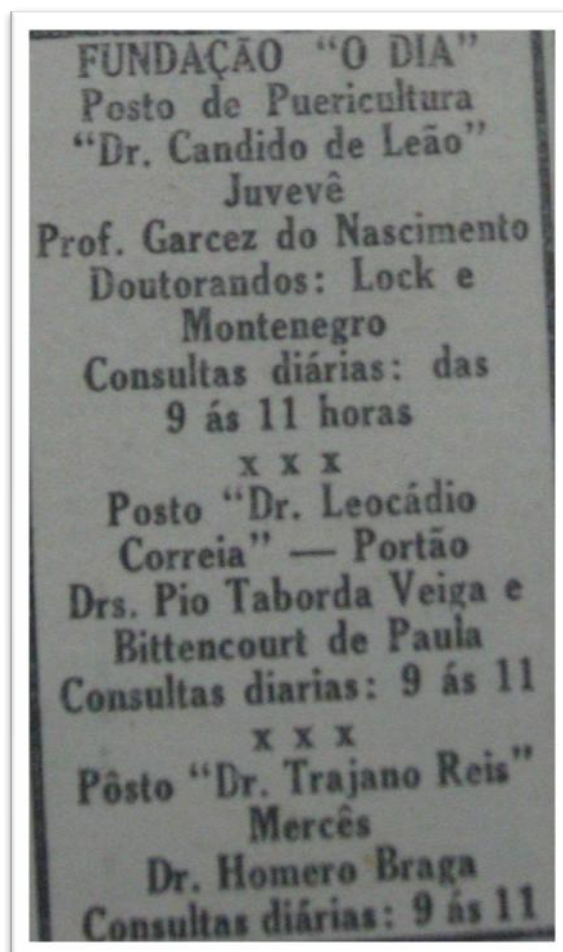 FUNDAÇÃO “O DIA”
Posto de Puericultura
“Dr. Candido de Leão”
Juvevê
Prof. Garcez do Nascimento
Doutorandos: Lock e
Montenegro
Consultas diárias: das
9 ás 11 horas
x x x
Posto “Dr. Leocádio
Correia” — Portão
Drs. Pio Taborda Veiga e
Bittencourt de Paula
Consultas diarias: 9 ás 11
x x x
Pôsto “Dr. Trajano Reis”
Mercês
Dr. Homero Braga
Consultas diárias: 9 ás 11